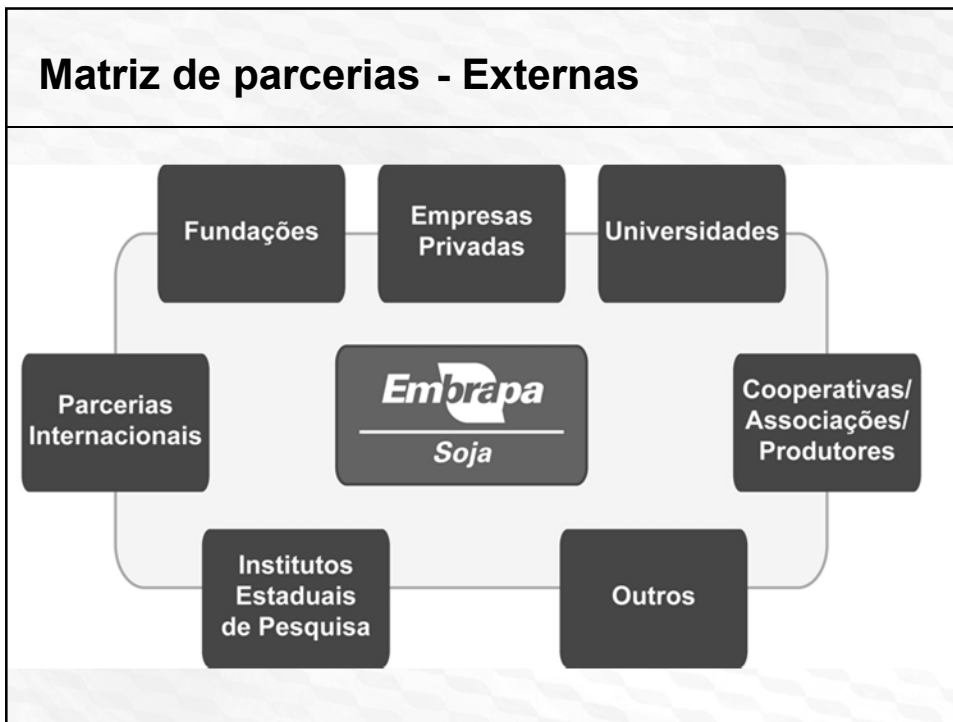 Matriz de parcerias - Externas
Fundações
Empresas
Privadas
Universidades
Parcerias
Internacionais
Embrapa
Soja
Cooperativas/
Associações/
Produtores
Institutos
Estaduais
de Pesquisa
Outros